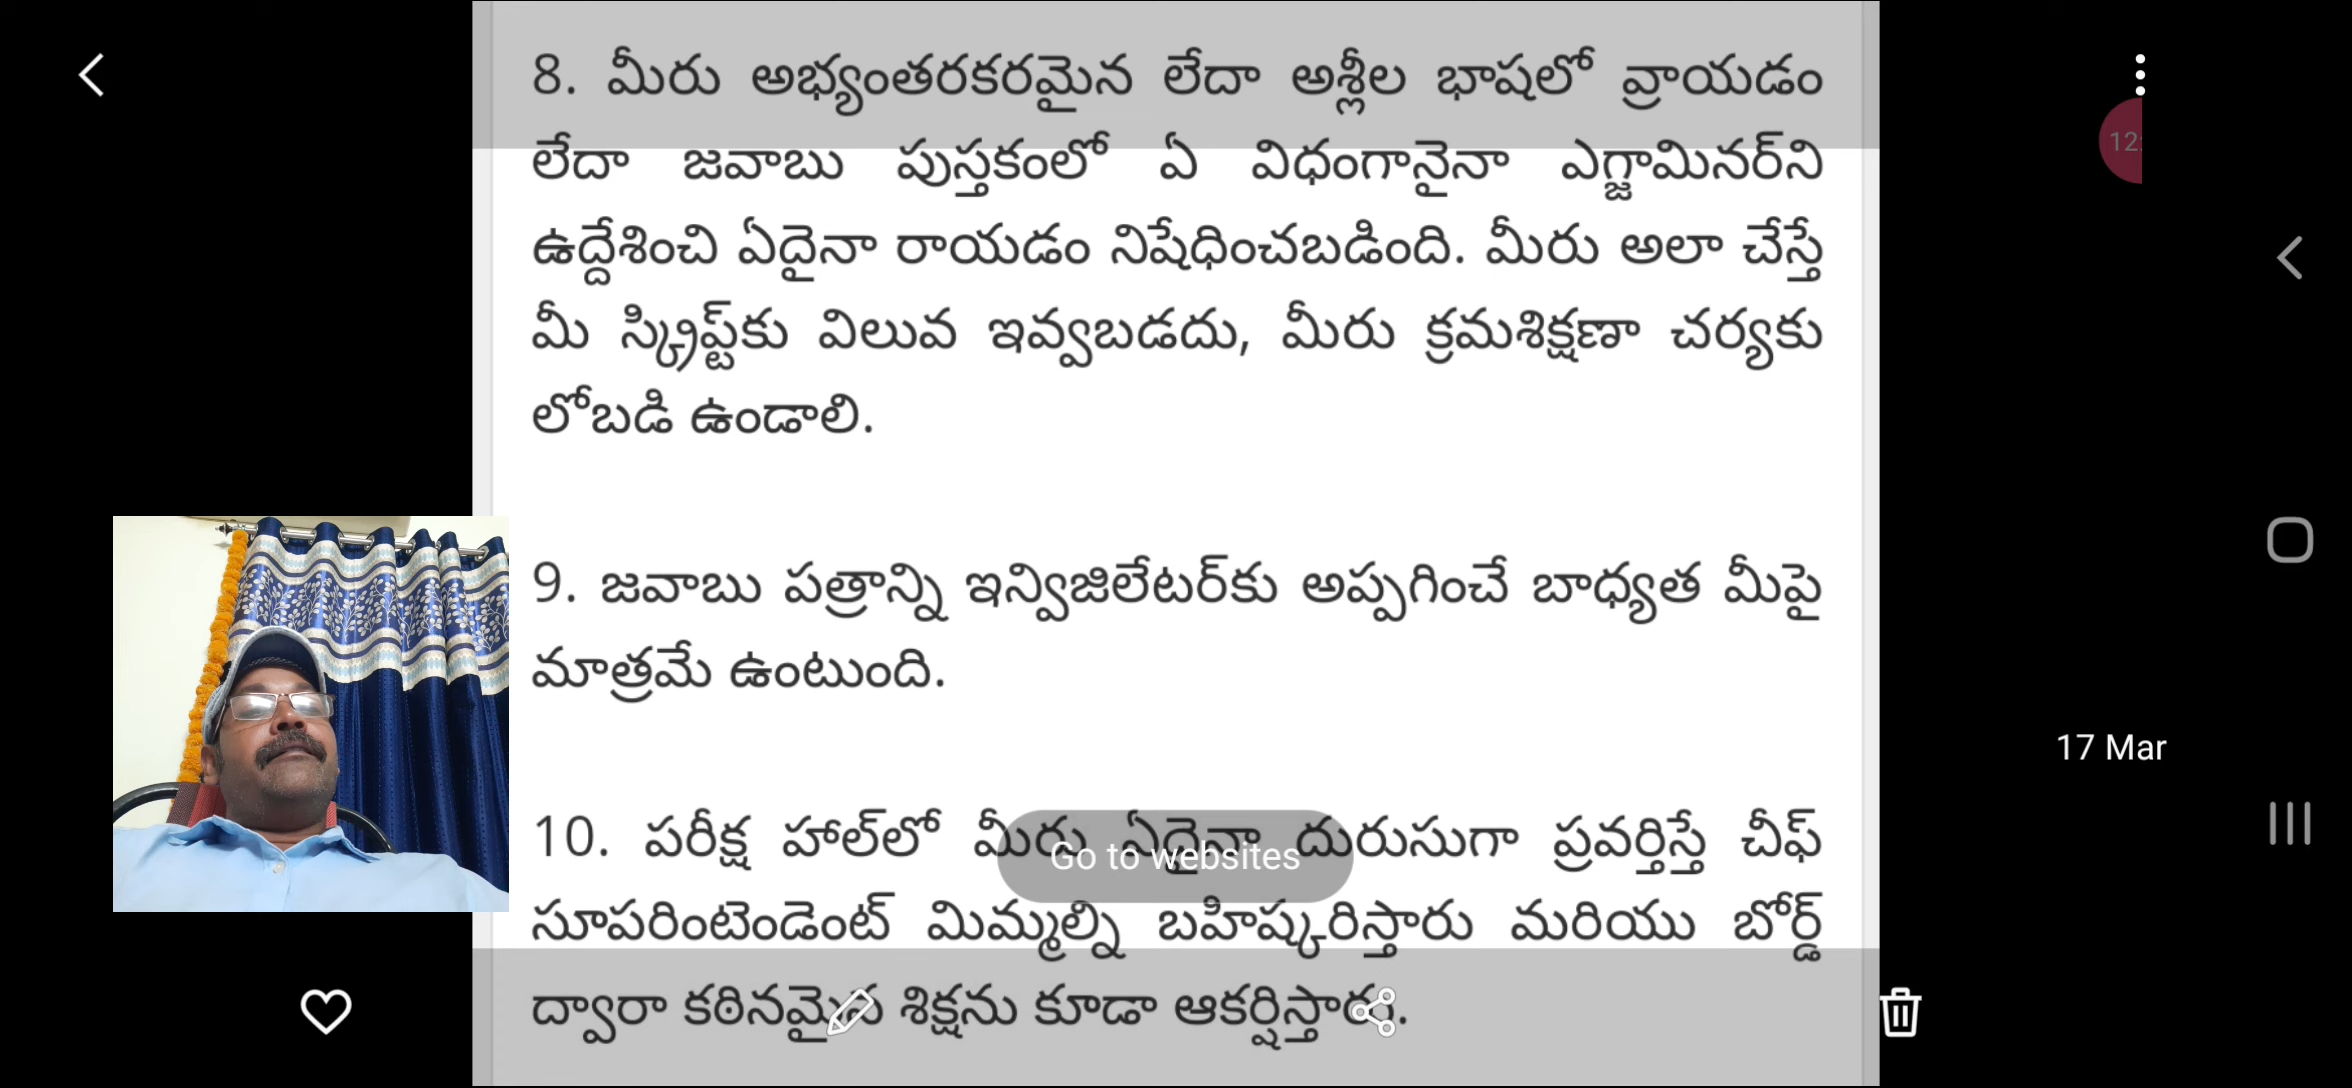 8. మీరు అభ్యంతరకరమైన లేదా అశ్లీల భాషలో వ్రాయడం
12:
లేదా జవాబు పుస్తకంలో ఏ విధంగానైనా ఎగ్జామినర్‌ని
ఉద్దేశించి ఏదైనా రాయడం నిషేధించబడింది. మీరు అలా చేస్తే
మీ స్క్రిప్ట్‌కు విలువ ఇవ్వబడదు, మీరు క్రమశిక్షణా చర్యకు
లోబడి ఉండాలి.
9. జవాబు పత్రాన్ని ఇన్విజిలేటర్‌కు అప్పగించే బాధ్యత మీపై
మాత్రమే ఉంటుంది.
17 Mar
10. పరీక్ష హాల్‌లో మీరు ఏదైనా దురుసుగా ప్రవర్తిస్తే చీఫ్
Go to websites
సూపరింటెండెంట్ మిమ్మల్ని బహిష్కరిస్తారు మరియు బోర్డ్
ద్వారా కఠినమైన శిక్షను కూడా ఆకర్షిస్తారు.